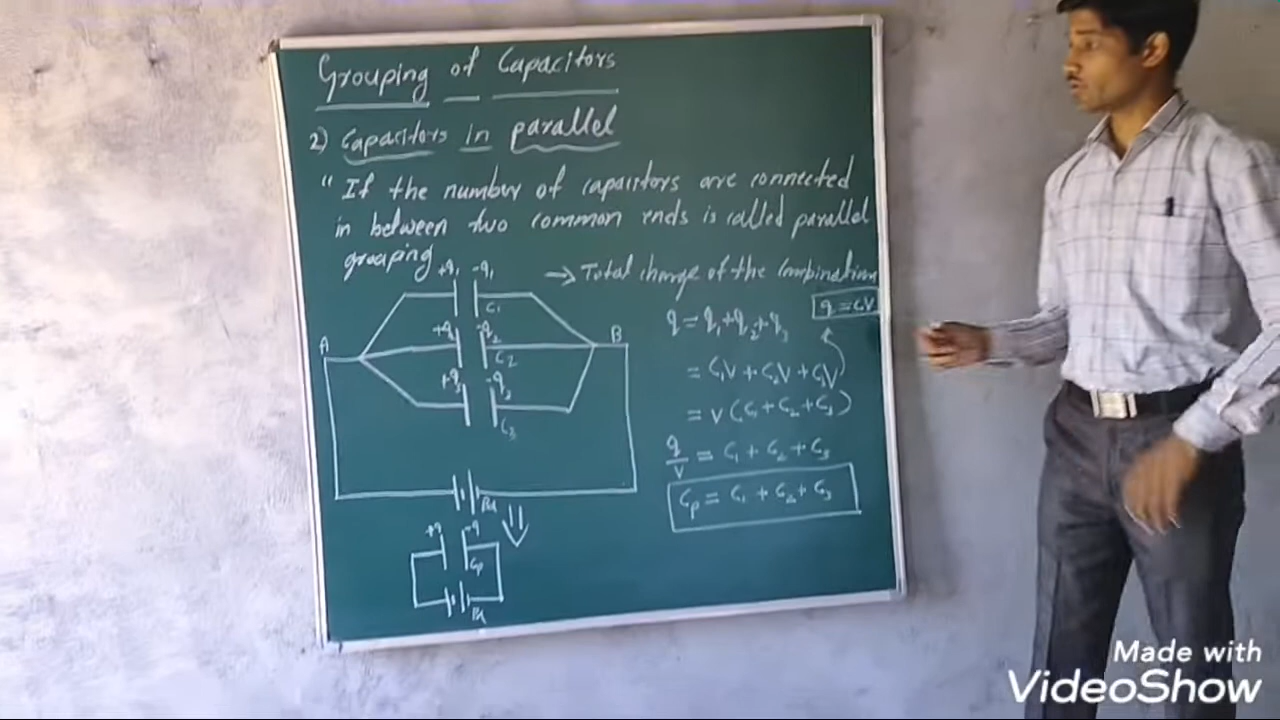 Grouping of Capacitors
2) Capacitors in parallel
" If the number of capacitors are connected
in between two common ends is called parallel
grouping
→ Total charge of the combination
+q₁ -q₁
C₁
+q₂ -q₂
C₂
+q₃ -q₃
C₃
A
B
q = q₁+q₂+q₃
q = CV
= C₁V + C₂V + C₃V
= V (C₁ + C₂ + C₃)
q/V = C₁ + C₂ + C₃
Cp = C₁ + C₂ + C₃
+q -q
Cp
Made with
VideoShow